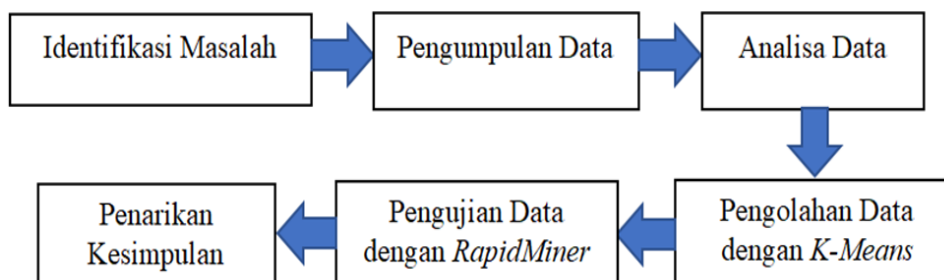 Identifikasi Masalah
Pengumpulan Data
Analisa Data
Pengolahan Data
dengan K-Means
Pengujian Data
dengan RapidMiner
Penarikan
Kesimpulan